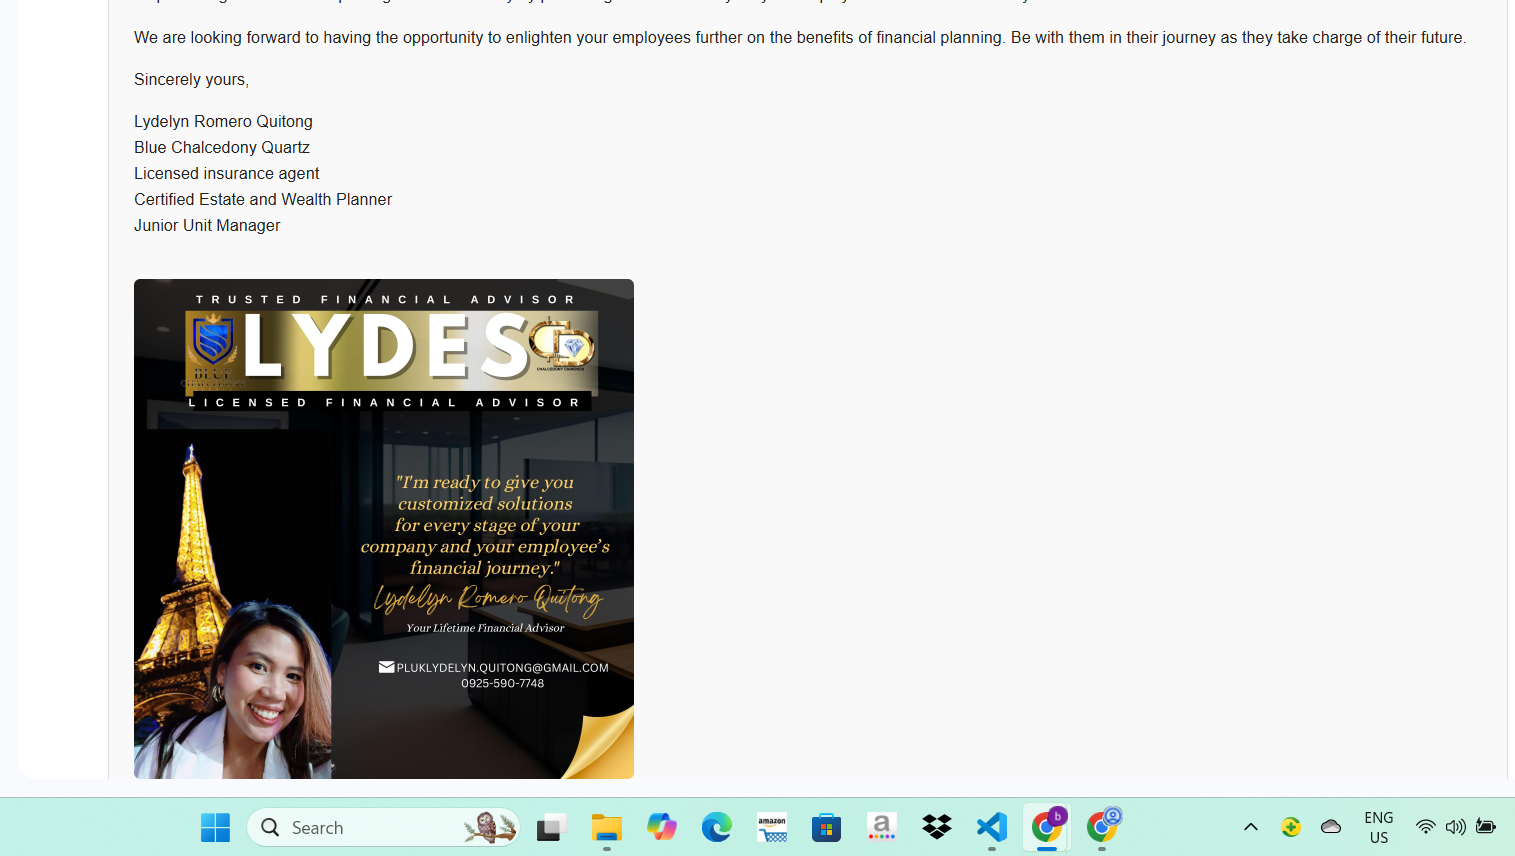 We are looking forward to having the opportunity to enlighten your employees further on the benefits of financial planning. Be with them in their journey as they take charge of their future.
Sincerely yours,
Lydelyn Romero Quitong
Blue Chalcedony Quartz
Licensed insurance agent
Certified Estate and Wealth Planner
Junior Unit Manager
TRUSTED FINANCIAL ADVISOR
LYDES
BLUE
CHALCEDONY DIAMONDS
LICENSED FINANCIAL ADVISOR
"I'm ready to give you
customized solutions
for every stage of your
company and your employee's
financial journey."
Lydelyn Romero Quitong
Your Lifetime Financial Advisor
PLUKLYDELYN.QUITONG@GMAIL.COM
0925-590-7748
Search
amazon
a
b
ENG
US